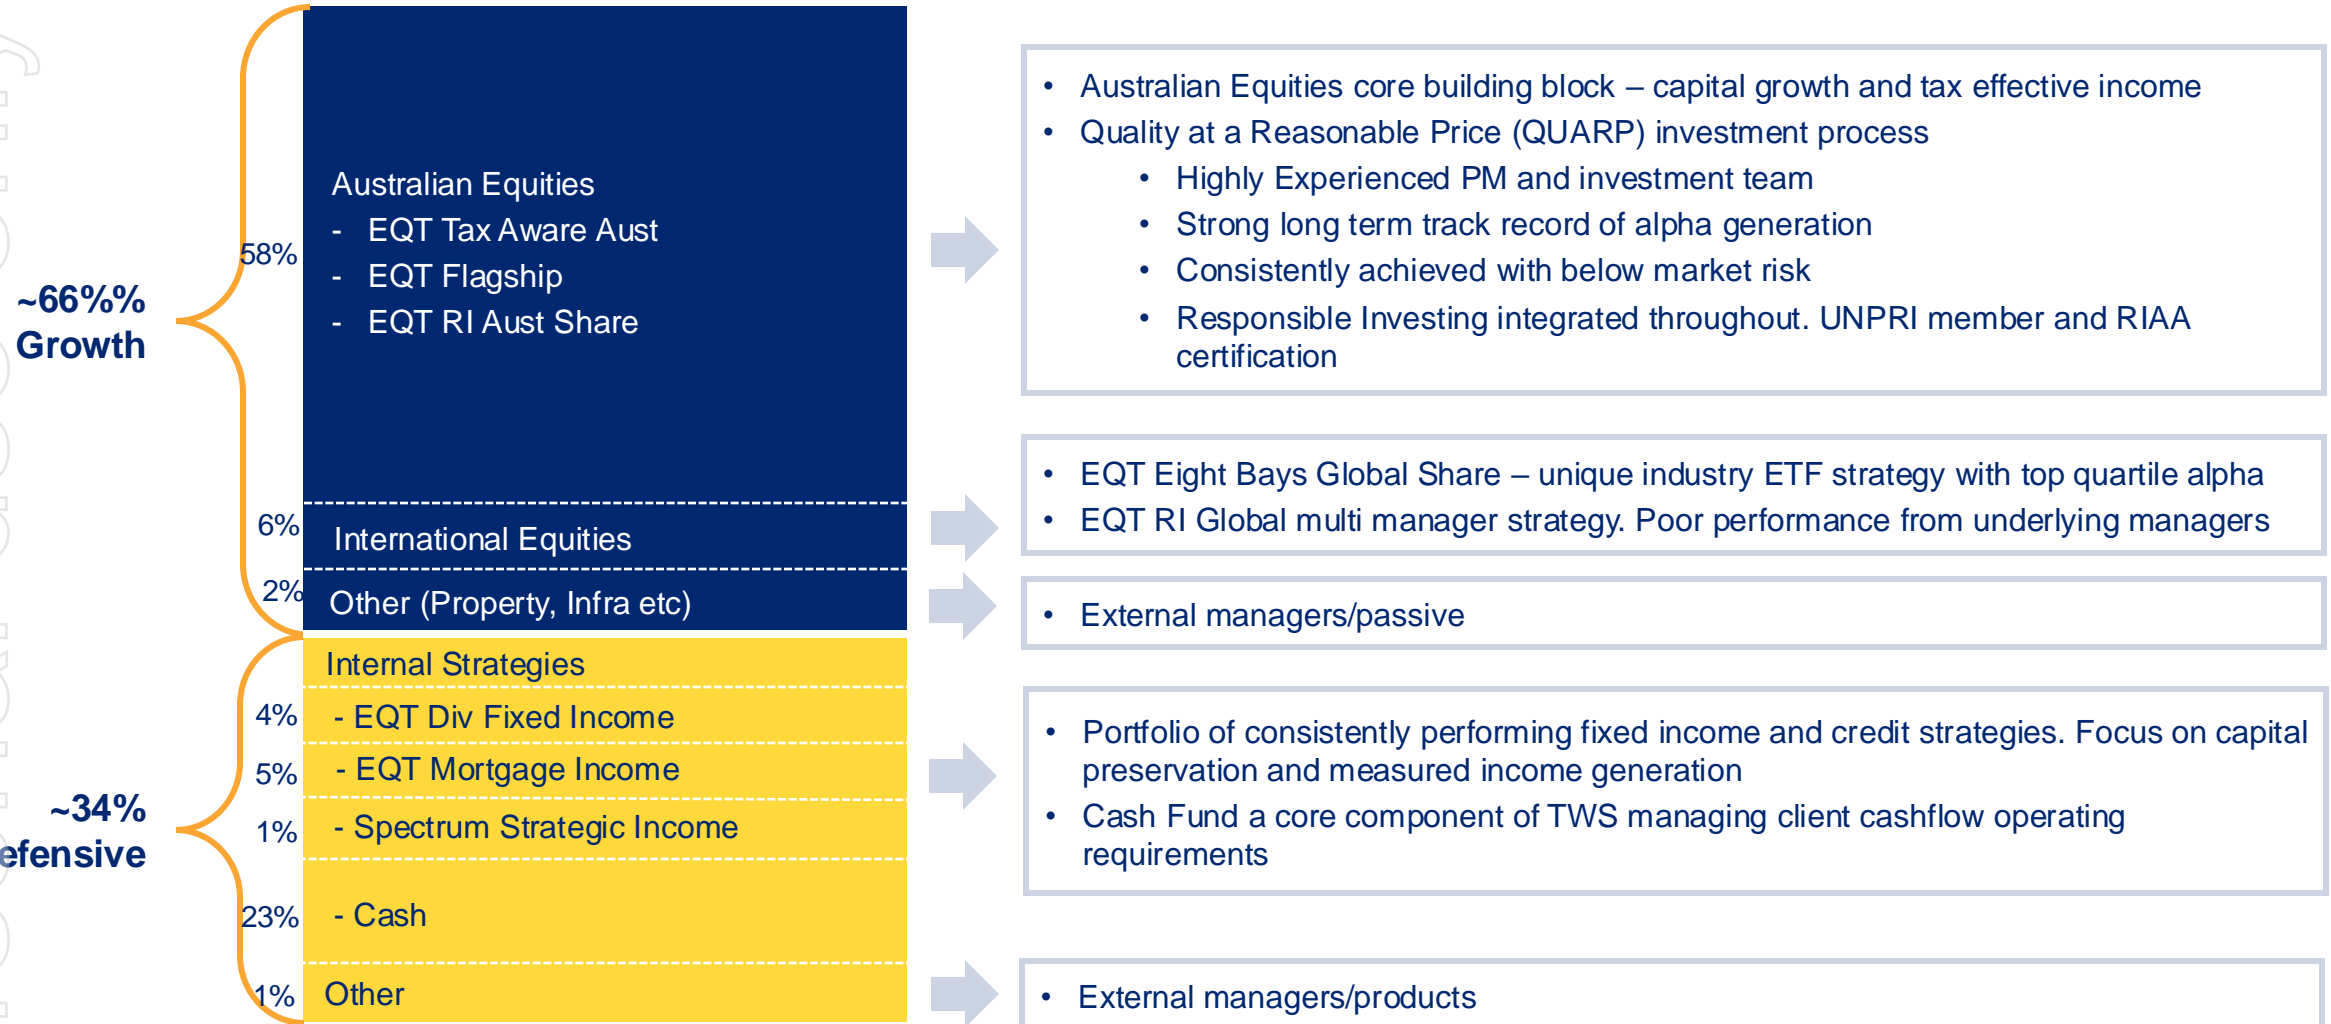 ~66%%
Growth
58%
Australian Equities
- EQT Tax Aware Aust
- EQT Flagship
- EQT RI Aust Share
• Australian Equities core building block – capital growth and tax effective income
• Quality at a Reasonable Price (QUARP) investment process
• Highly Experienced PM and investment team
• Strong long term track record of alpha generation
• Consistently achieved with below market risk
• Responsible Investing integrated throughout. UNPRI member and RIAA
certification
6%
International Equities
• EQT Eight Bays Global Share – unique industry ETF strategy with top quartile alpha
• EQT RI Global multi manager strategy. Poor performance from underlying managers
2%
Other (Property, Infra etc)
• External managers/passive
~34%
efensive
Internal Strategies
4%
- EQT Div Fixed Income
5%
- EQT Mortgage Income
1%
- Spectrum Strategic Income
23%
- Cash
• Portfolio of consistently performing fixed income and credit strategies. Focus on capital
preservation and measured income generation
• Cash Fund a core component of TWS managing client cashflow operating
requirements
1%
Other
• External managers/products